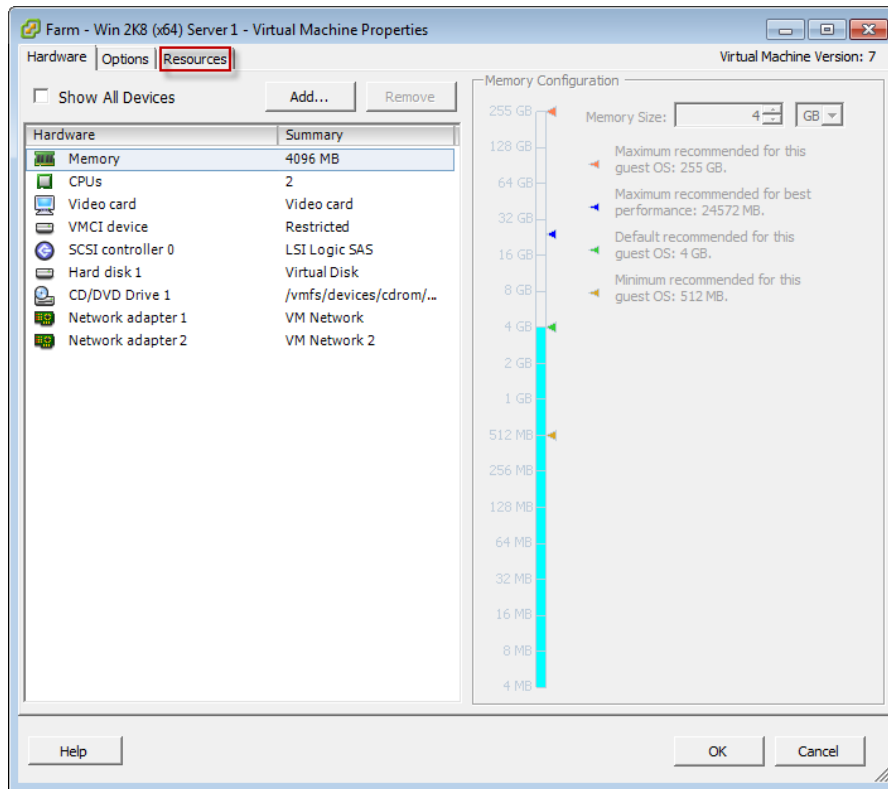 Farm - Win 2K8 (x64) Server 1 - Virtual Machine Properties
Hardware Options Resources Virtual Machine Version: 7
Show All Devices Add... Remove
Hardware Summary
Memory 4096 MB
CPUs 2
Video card Video card
VMCI device Restricted
SCSI controller 0 LSI Logic SAS
Hard disk 1 Virtual Disk
CD/DVD Drive 1 /vmfs/devices/cdrom/...
Network adapter 1 VM Network
Network adapter 2 VM Network 2
Memory Configuration
255 GB
128 GB
64 GB
32 GB
16 GB
8 GB
4 GB
2 GB
1 GB
512 MB
256 MB
128 MB
64 MB
32 MB
16 MB
8 MB
4 MB
Memory Size: 4 GB
Maximum recommended for this
guest OS: 255 GB.
Maximum recommended for best
performance: 24572 MB.
Default recommended for this
guest OS: 4 GB.
Minimum recommended for this
guest OS: 512 MB.
Help OK Cancel